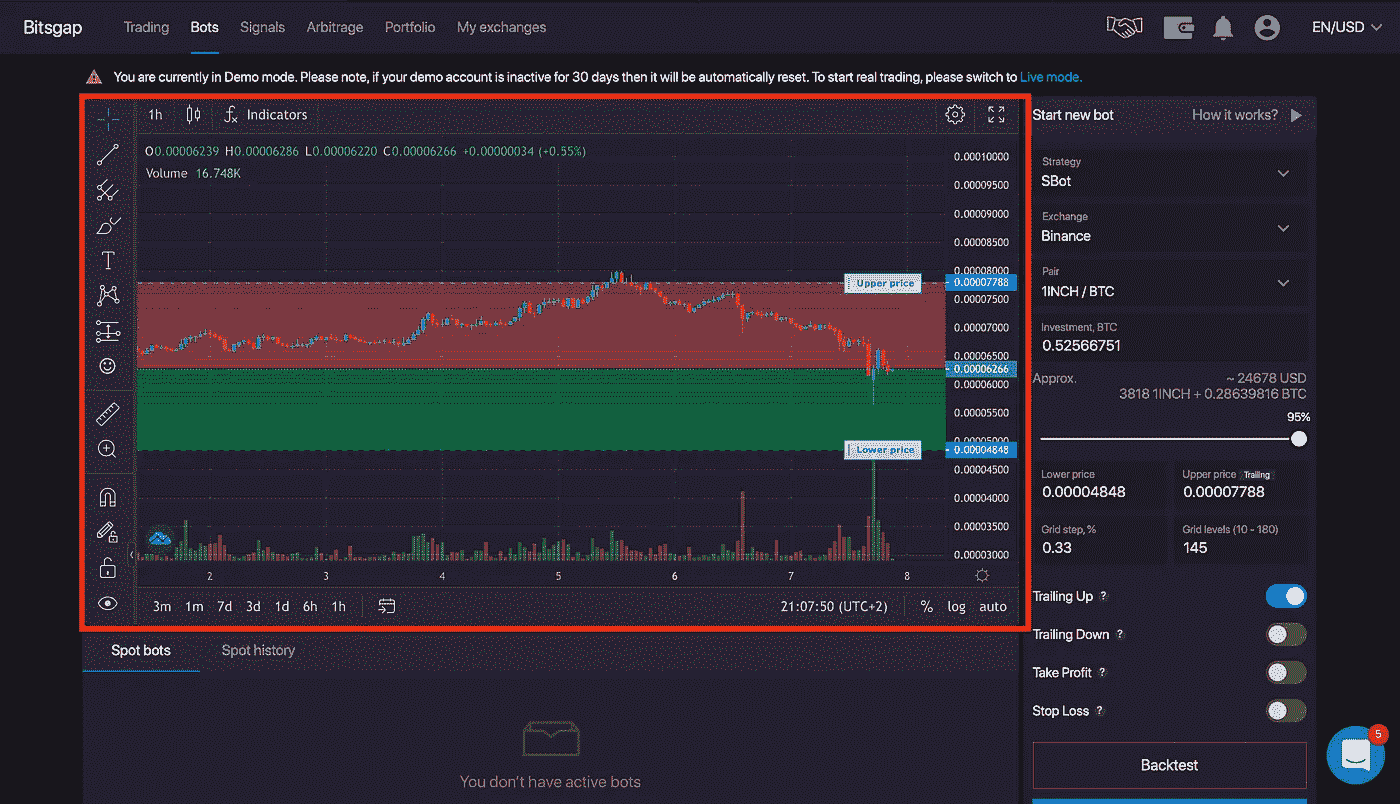 Bitsgap Trading Bots Signals Arbitrage Portfolio My exchanges EN/USD
You are currently in Demo mode. Please note, if your demo account is inactive for 30 days then it will be automatically reset. To start real trading, please switch to Live mode.
1h Indicators
O0.00006239 H0.00006286 L0.00006220 C0.00006266 +0.00000034 (+0.55%)
Volume 16.748K
0.00010000
0.00009500
0.00009000
0.00008500
0.00008000
Upper price 0.00007788
0.00007500
0.00007000
0.00006500
0.00006266
0.00006000
0.00005500
0.00005000
Lower price 0.00004848
0.00004500
0.00004000
0.00003500
0.00003000
2 3 4 5 6 7 8
3m 1m 7d 3d 1d 6h 1h 21:07:50 (UTC+2) % log auto
Spot bots Spot history
You don't have active bots
Start new bot How it works?
Strategy
SBot
Exchange
Binance
Pair
1INCH / BTC
Investment, BTC
0.52566751
Approx. ~ 24678 USD
3818 1INCH + 0.28639816 BTC
95%
Lower price Upper price Trailing
0.00004848 0.00007788
Grid step, % Grid levels (10 - 180)
0.33 145
Trailing Up ?
Trailing Down ?
Take Profit ?
Stop Loss ?
Backtest
5